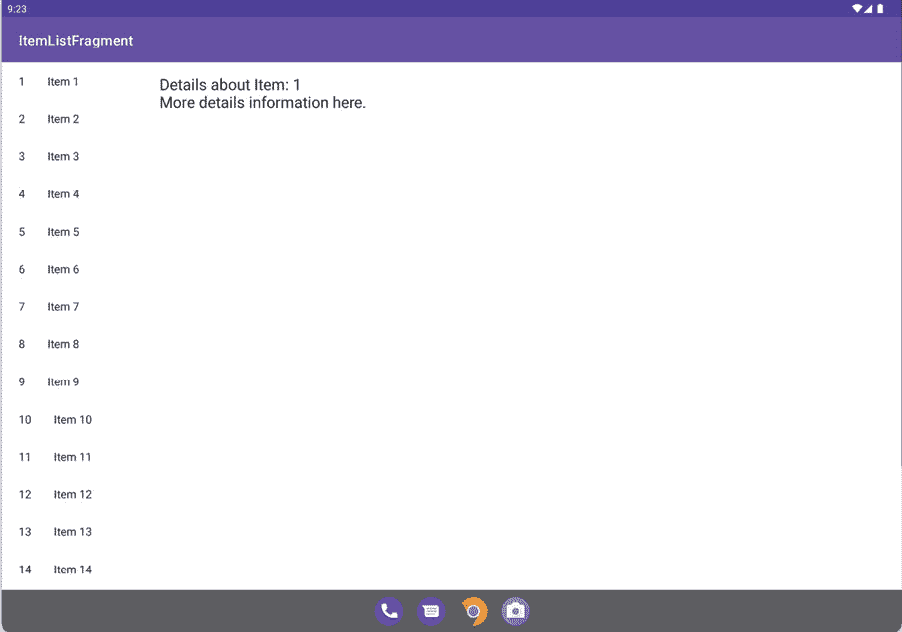 9:23
ItemListFragment
1 Item 1
2 Item 2
3 Item 3
4 Item 4
5 Item 5
6 Item 6
7 Item 7
8 Item 8
9 Item 9
10 Item 10
11 Item 11
12 Item 12
13 Item 13
14 Item 14
Details about Item: 1
More details information here.